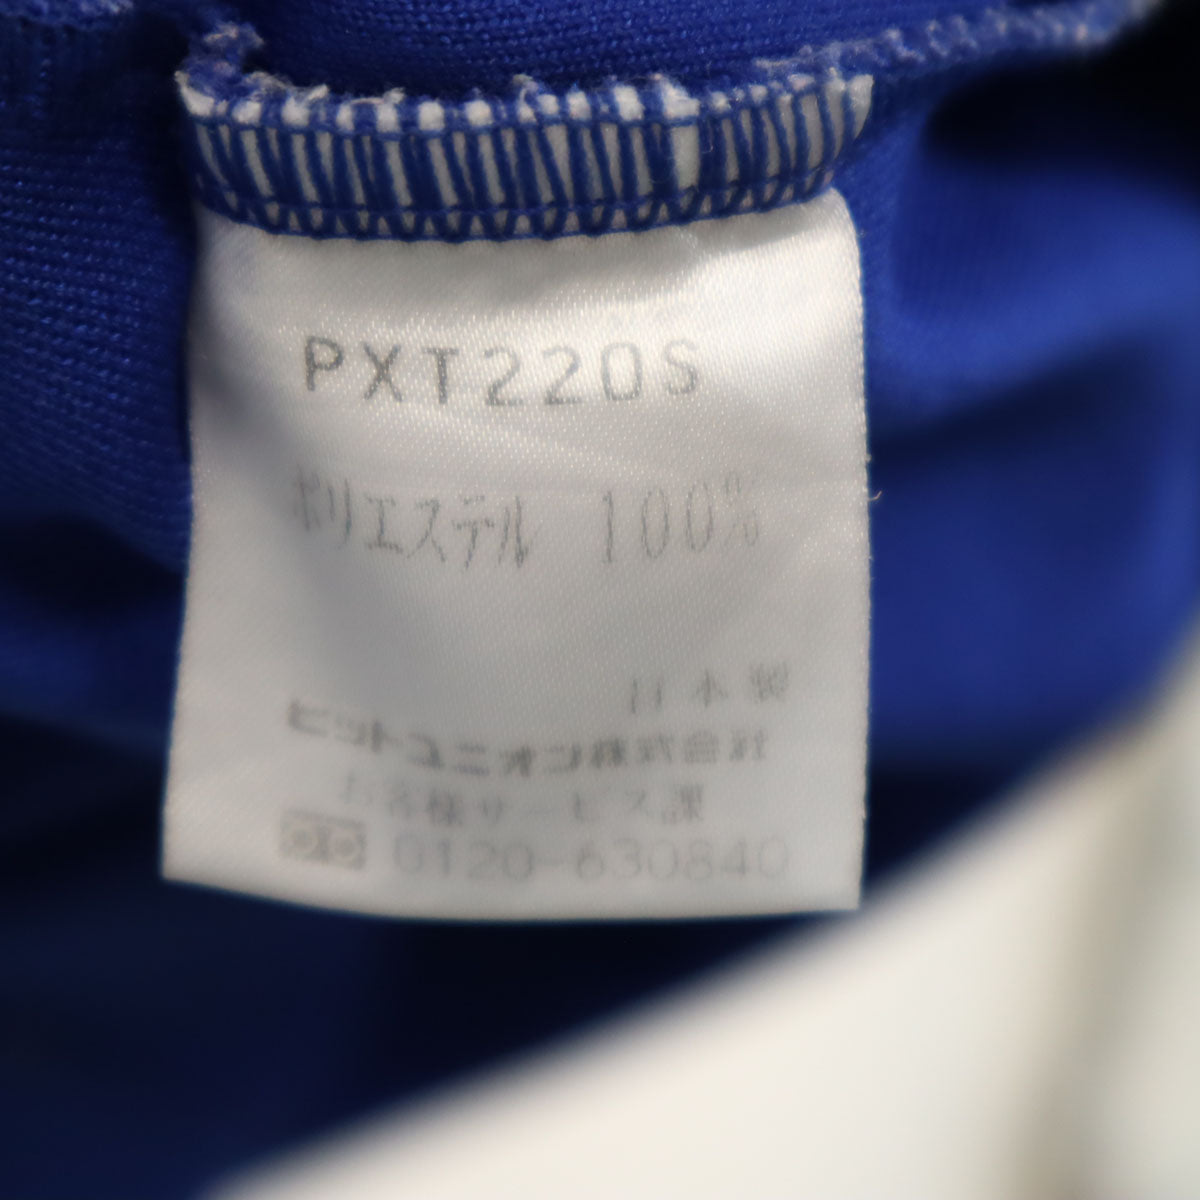 PXT220S
ポリエステル 100%
日本製
ヒットユニオン株式会社
お客様サービス課
0120-630840